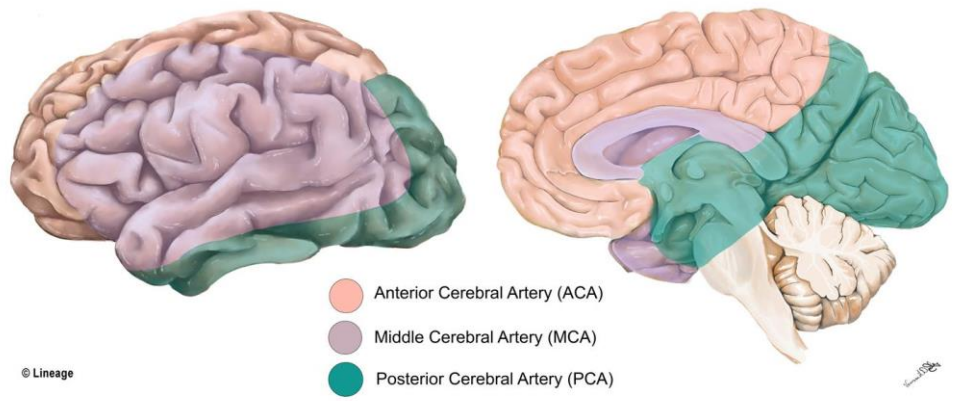 Anterior Cerebral Artery (ACA)
Middle Cerebral Artery (MCA)
Posterior Cerebral Artery (PCA)
© Lineage